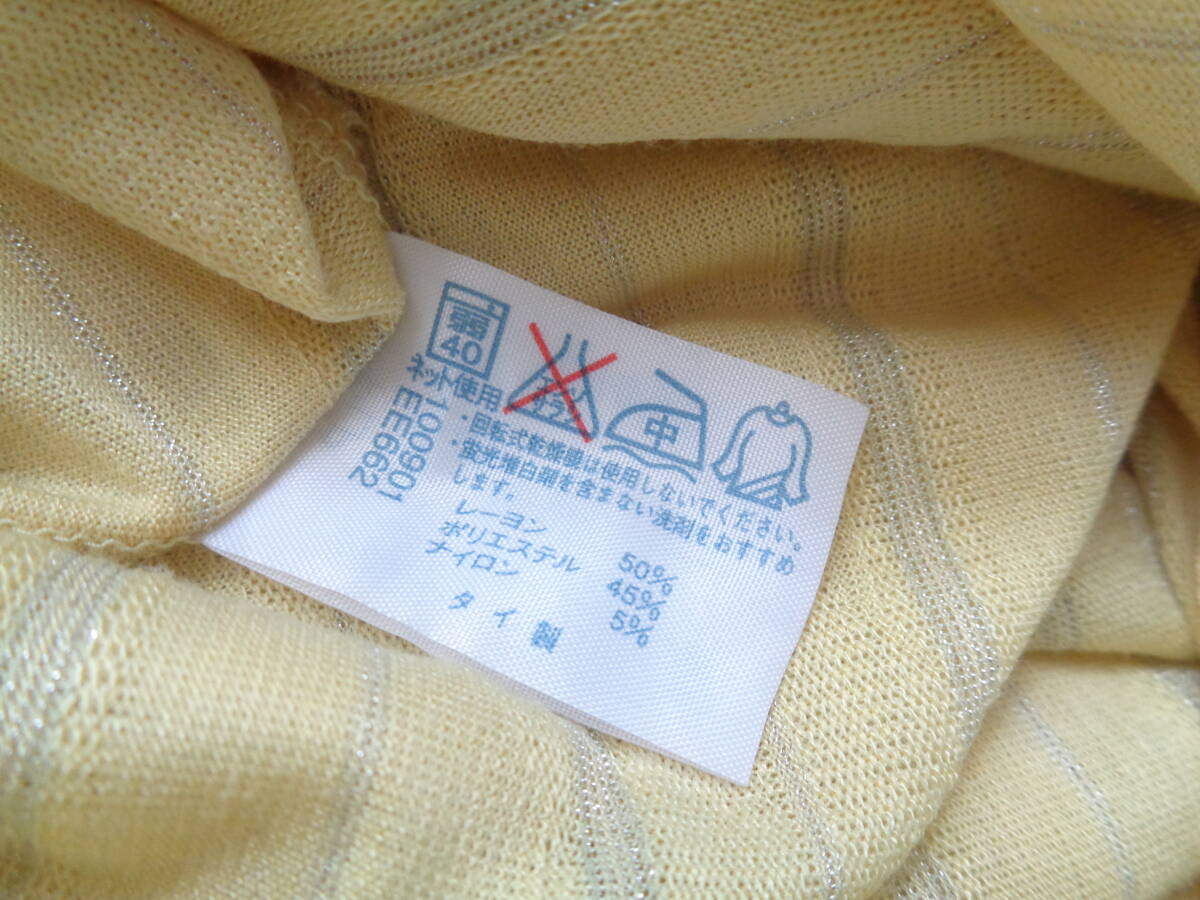 弱
40
エンソ
サラシ
中
ネット使用
・回転式乾燥機は使用しないでください。
・蛍光増白剤を含まない洗剤をおすすめ
します。
100901
EE662
レーヨン 50%
ポリエステル 45%
ナイロン 5%
タイ製